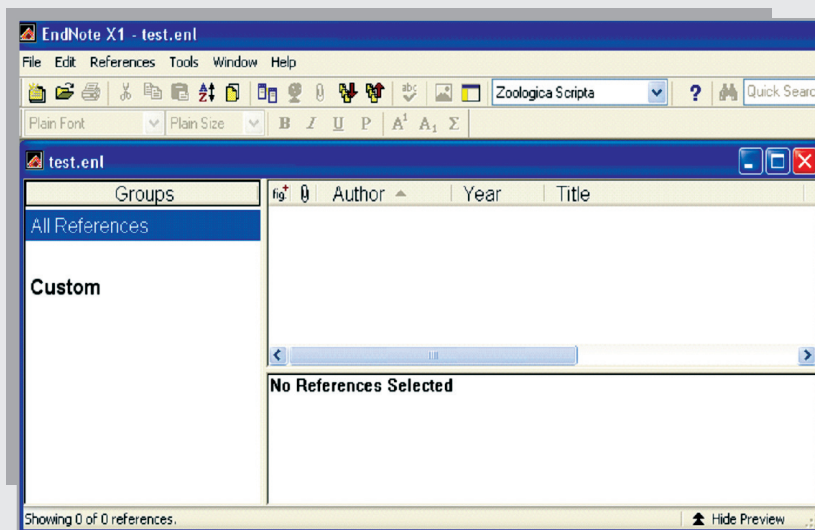 EndNote X1 - test.enl
File Edit References Tools Window Help
abc Zoologica Scripta ? Quick Searc
Plain Font Plain Size B I U P A¹ A₁ Σ
test.enl
Groups
fig. Author Year Title
All References
Custom
No References Selected
Showing 0 of 0 references.
Hide Preview